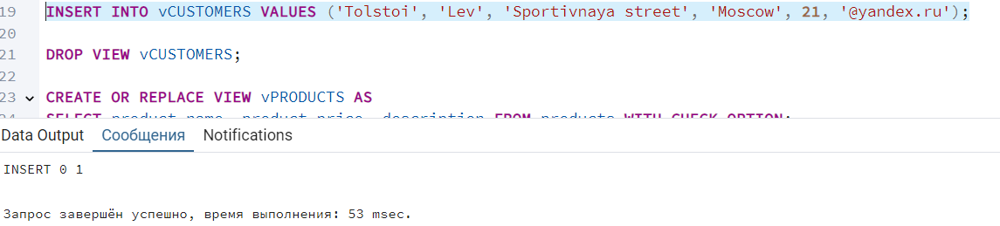 19 INSERT INTO vCUSTOMERS VALUES ('Tolstoi', 'Lev', 'Sportivnaya street', 'Moscow', 21, '@yandex.ru');
20
21 DROP VIEW vCUSTOMERS;
22
23 CREATE OR REPLACE VIEW vPRODUCTS AS
24 SELECT product_name, product_price, description FROM products WITH CHECK OPTION;
Data Output Сообщения Notifications
INSERT 0 1
Запрос завершён успешно, время выполнения: 53 msec.